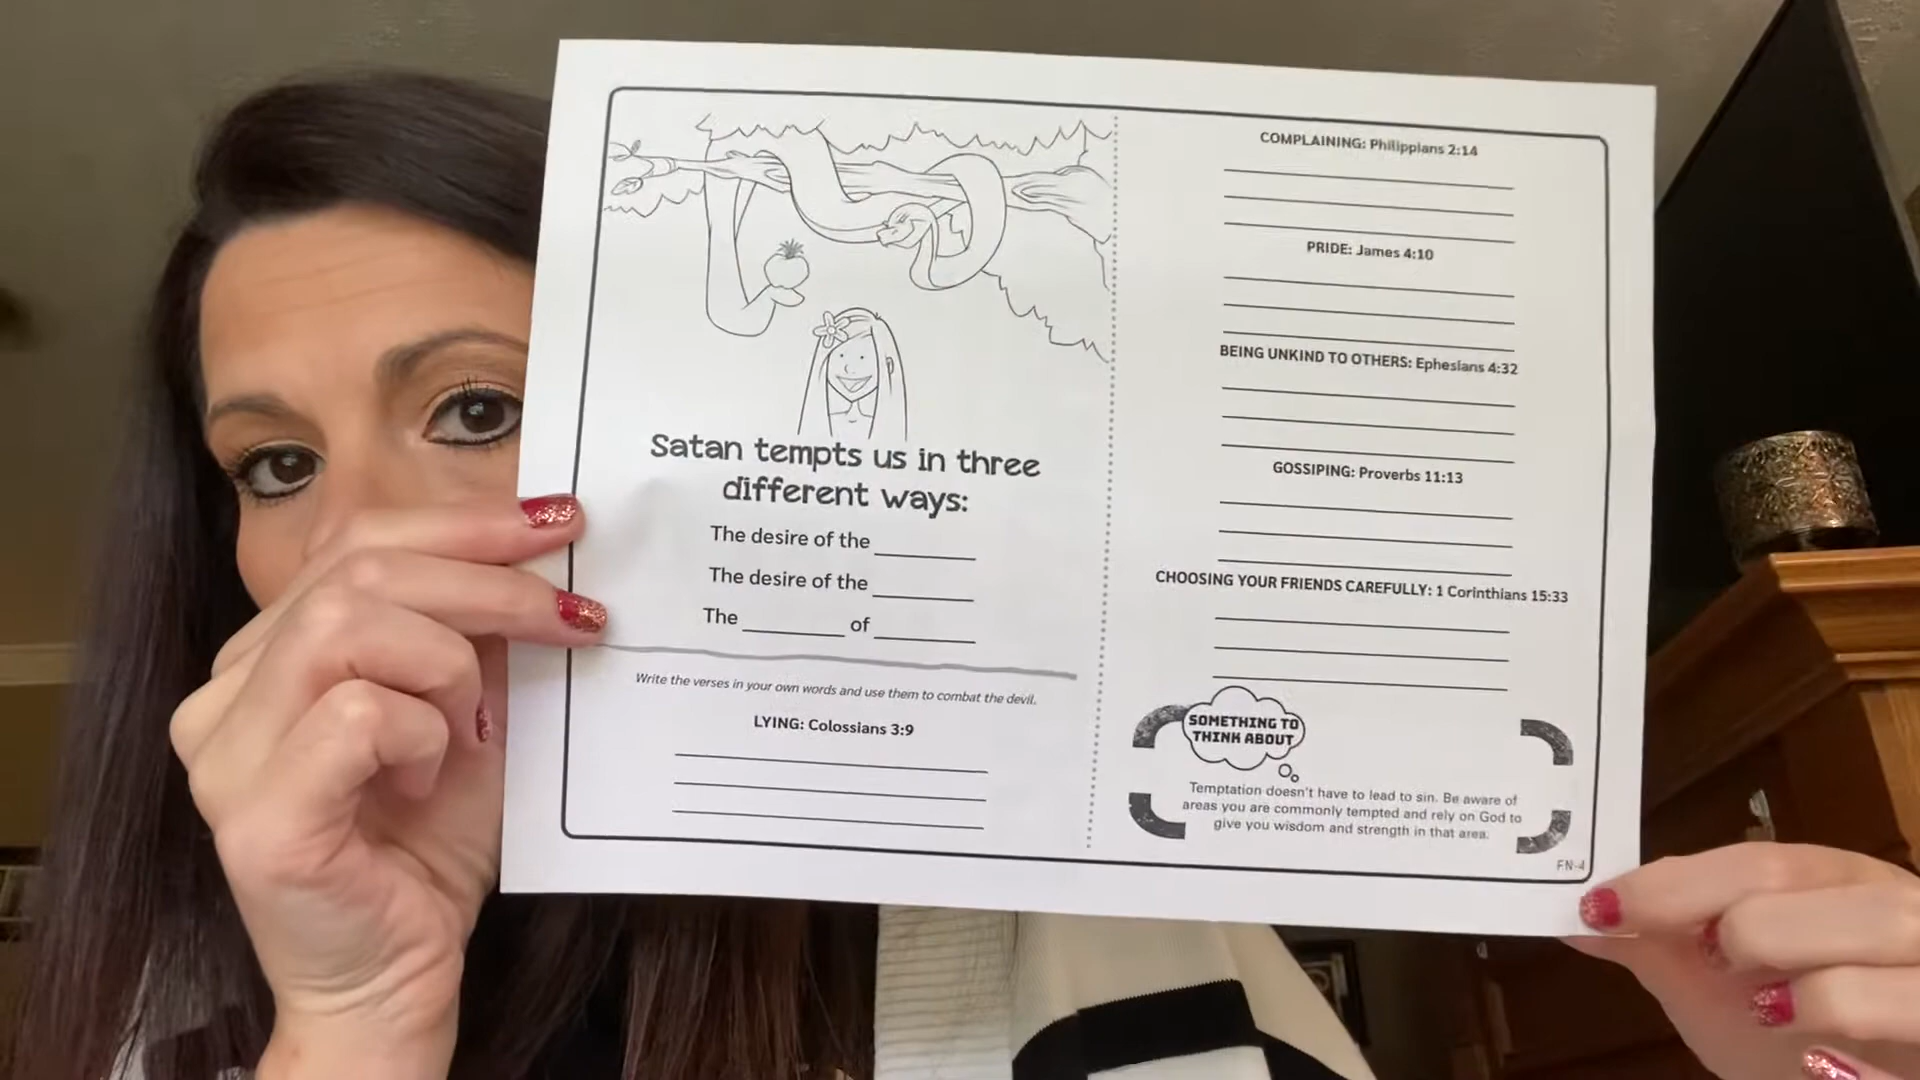 Satan tempts us in three
different ways:
The desire of the
The desire of the
The of
Write the verses in your own words and use them to combat the devil.
LYING: Colossians 3:9
COMPLAINING: Philippians 2:14
PRIDE: James 4:10
BEING UNKIND TO OTHERS: Ephesians 4:32
GOSSIPING: Proverbs 11:13
CHOOSING YOUR FRIENDS CAREFULLY: 1 Corinthians 15:33
SOMETHING TO
THINK ABOUT
Temptation doesn't have to lead to sin. Be aware of
areas you are commonly tempted and rely on God to
give you wisdom and strength in that area.
FN-4